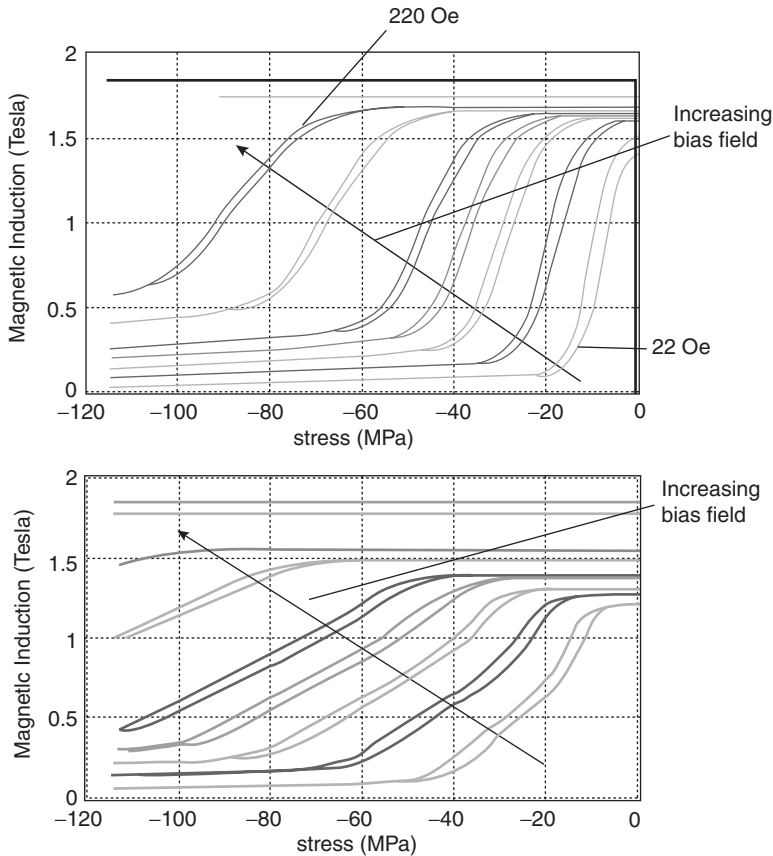 220 Oe
2
1.5
1
0.5
0
Magnetic Induction (Tesla)
Increasing
bias field
22 Oe
−120 −100 −80 −60 −40 −20 0
stress (MPa)
2
1.5
1
0.5
0
Magnetic Induction (Tesla)
Increasing
bias field
−120 −100 −80 −60 −40 −20 0
stress (MPa)